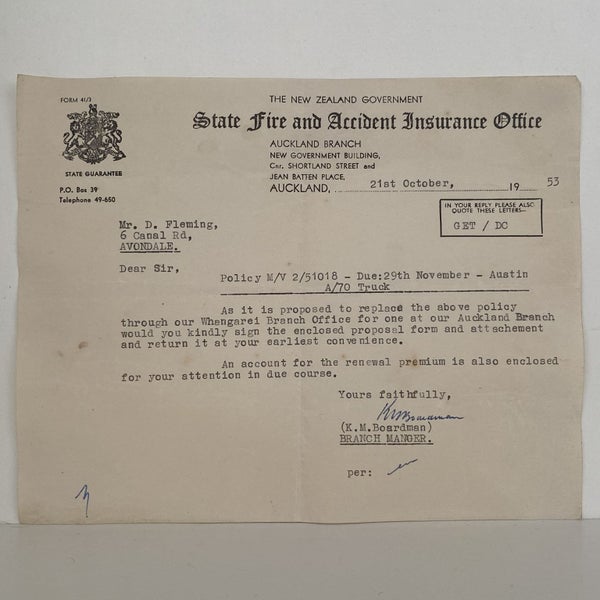 FORM 41/3
THE NEW ZEALAND GOVERNMENT
State Fire and Accident Insurance Office
STATE GUARANTEE
P.O. Box 39
Telephone 49-650
AUCKLAND BRANCH
NEW GOVERNMENT BUILDING,
Cnr. SHORTLAND STREET and
JEAN BATTEN PLACE,
AUCKLAND, 21st October, 19 53
IN YOUR REPLY PLEASE ALSO
QUOTE THESE LETTERS—
GET / DC
Mr. D. Fleming,
6 Canal Rd,
AVONDALE.
Dear Sir,
Policy M/V 2/51018 - Due:29th November - Austin
A/70 Truck
As it is proposed to replace the above policy
through our Whangarei Branch Office for one at our Auckland Branch
would you kindly sign the enclosed proposal form and attschement
and return it at your earliest convenience.
An account for the renewal premium is also enclosed
for your attention in due course.
Yours faithfully,
KMBoardman
(K.M.Boardman)
BRANCH MANGER.
per: